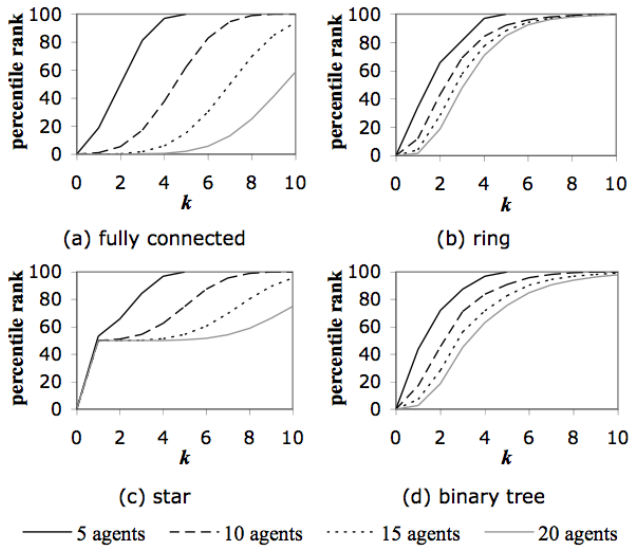 percentile rank
100
80
60
40
20
0
0 2 4 6 8 10
k
(a) fully connected
percentile rank
100
80
60
40
20
0
0 2 4 6 8 10
k
(b) ring
percentile rank
100
80
60
40
20
0
0 2 4 6 8 10
k
(c) star
percentile rank
100
80
60
40
20
0
0 2 4 6 8 10
k
(d) binary tree
5 agents 10 agents 15 agents 20 agents